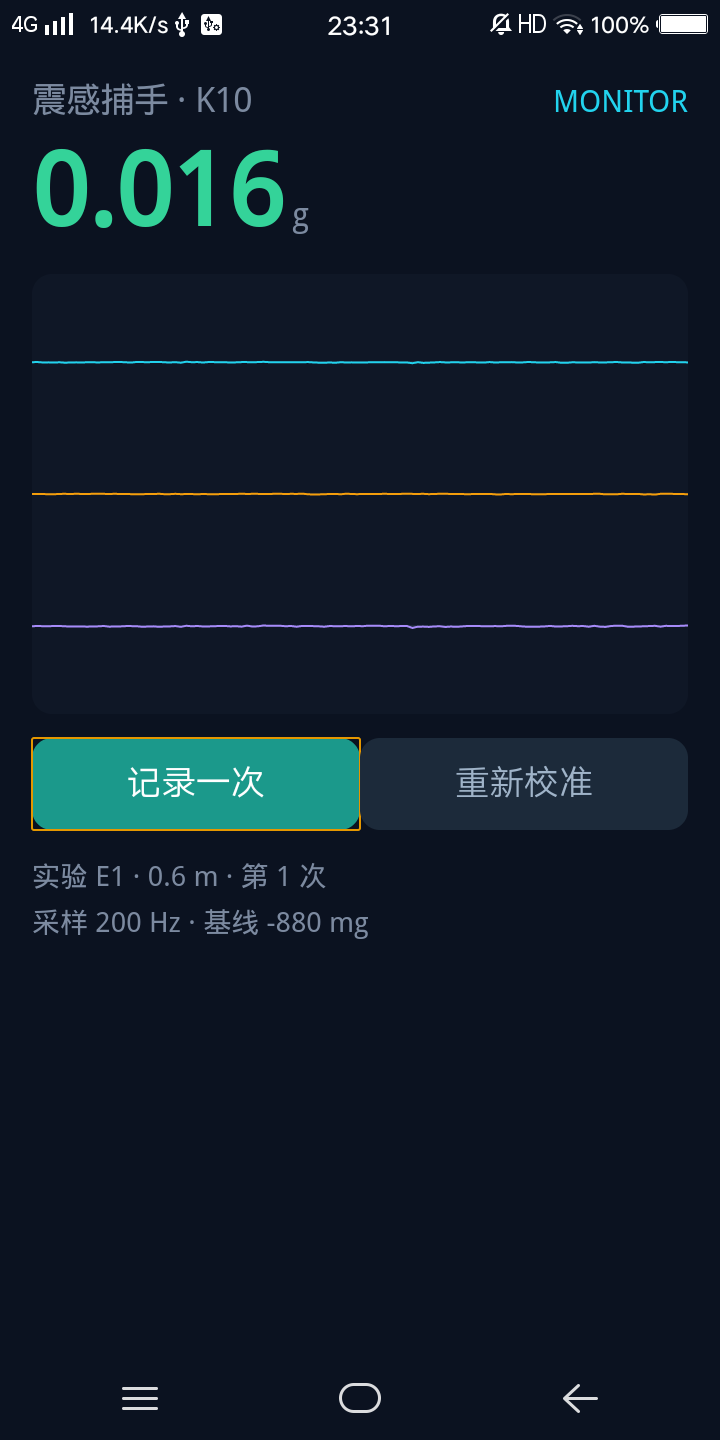 4G 14.4K/s 23:31 HD 100%
震感捕手 · K10 MONITOR
0.016 g
记录一次 重新校准
实验 E1 · 0.6 m · 第 1 次
采样 200 Hz · 基线 -880 mg